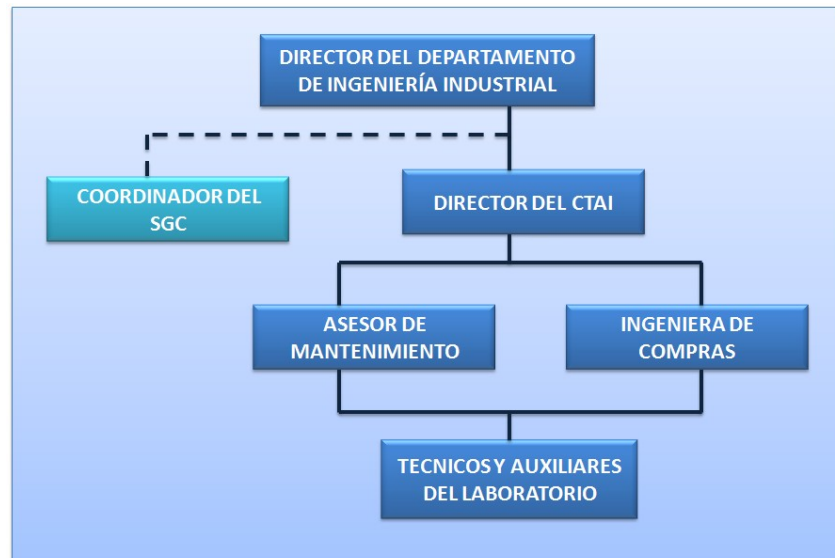 DIRECTOR DEL DEPARTAMENTO
DE INGENIERÍA INDUSTRIAL
COORDINADOR DEL
SGC
DIRECTOR DEL CTAI
ASESOR DE
MANTENIMIENTO
INGENIERA DE
COMPRAS
TECNICOS Y AUXILIARES
DEL LABORATORIO